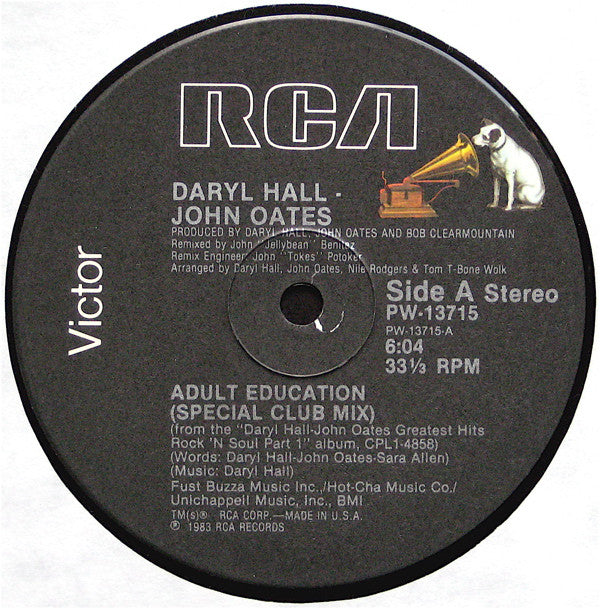 RCA
DARYL HALL -
JOHN OATES
PRODUCED BY DARYL HALL, JOHN OATES AND BOB CLEARMOUNTAIN
Remixed by John "Jellybean" Benitez
Remix Engineer: John "Tokes" Potoker
Arranged by Daryl Hall, John Oates, Nile Rodgers & Tom T-Bone Wolk
Victor
Side A Stereo
PW-13715
PW-13715-A
6:04
33⅓ RPM
ADULT EDUCATION
(SPECIAL CLUB MIX)
(from the "Daryl Hall-John Oates Greatest Hits
Rock 'N Soul Part 1" album, CPL1-4858)
(Words: Daryl Hall-John Oates-Sara Allen)
(Music: Daryl Hall)
Fust Buzza Music Inc.,/Hot-Cha Music Co./
Unichappell Music, Inc., BMI
TM(s)® RCA CORP.—MADE IN U.S.A.
℗ 1983 RCA RECORDS